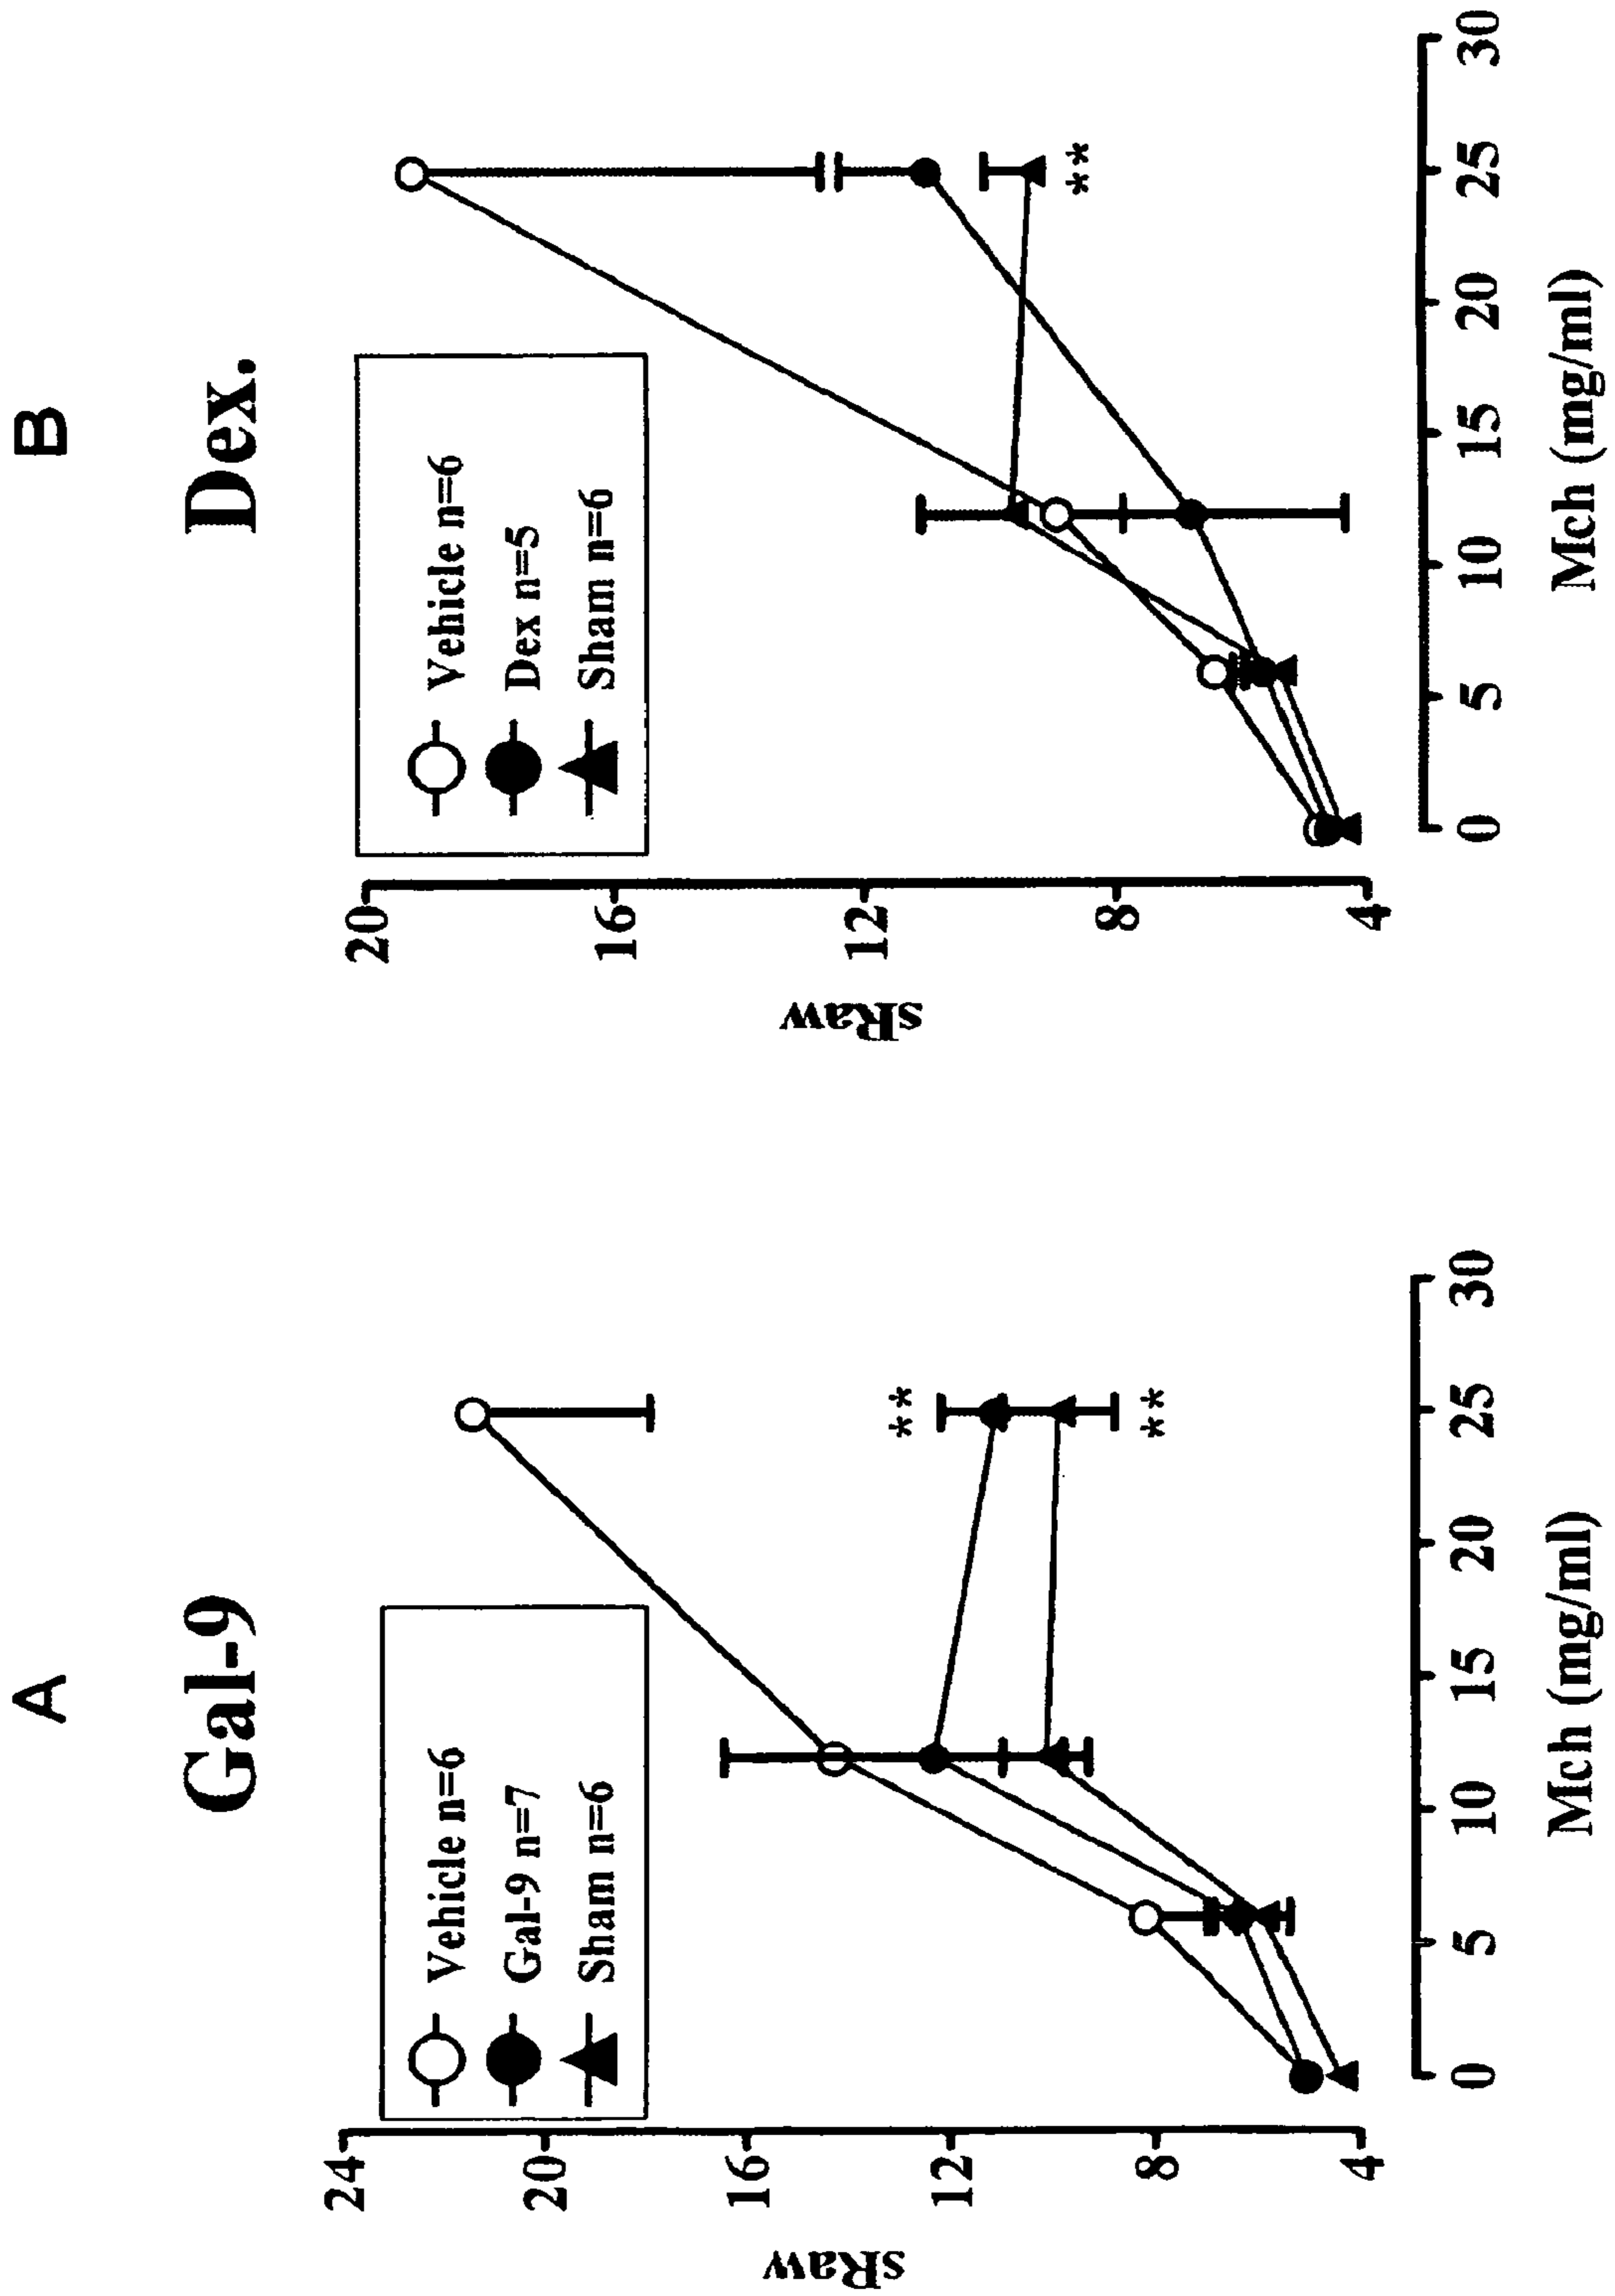 A
Gal-9
Vehicle n=6
Gal-9 n=7
Sham n=6
24
20
16
12
8
4
sRaw
**
**
0 5 10 15 20 25 30
Mch (mg/ml)
B
Dex.
Vehicle n=6
Dex n=5
Sham n=6
20
16
12
8
4
sRaw
**
0 5 10 15 20 25 30
Mch (mg/ml)